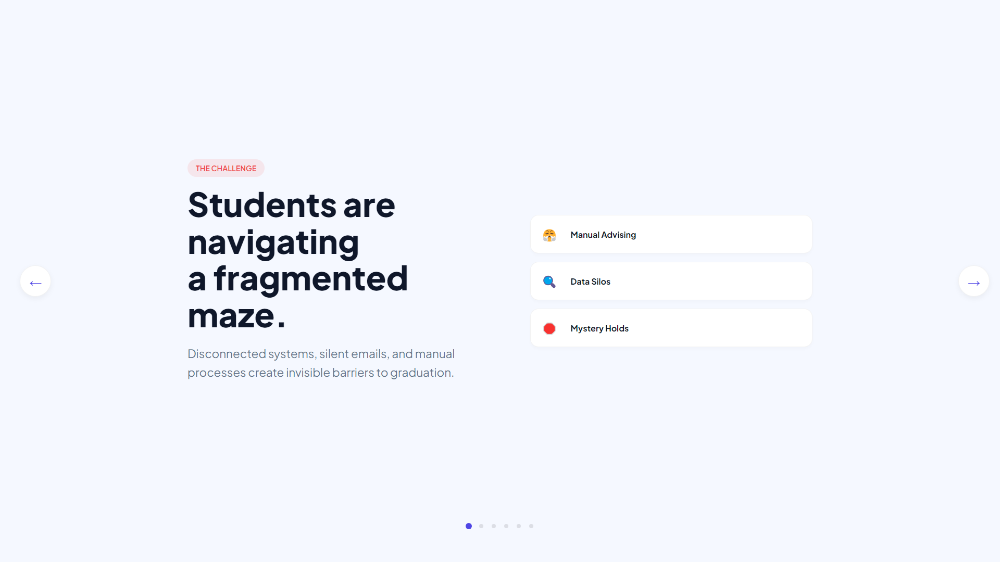 THE CHALLENGE
Students are
navigating
a fragmented
maze.
Disconnected systems, silent emails, and manual
processes create invisible barriers to graduation.
Manual Advising
Data Silos
Mystery Holds